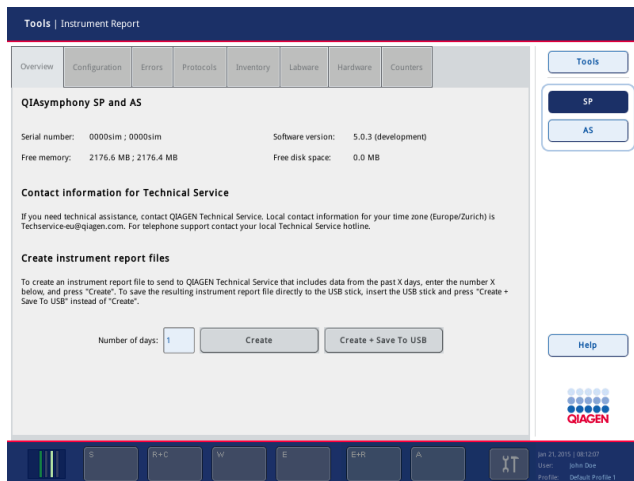 Tools | Instrument Report
Overview
Configuration
Errors
Protocols
Inventory
Labware
Hardware
Counters
Tools
SP
AS
QIAsymphony SP and AS
Serial number: 0000sim ; 0000sim
Software version: 5.0.3 (development)
Free memory: 2176.6 MB ; 2176.4 MB
Free disk space: 0.0 MB
Contact information for Technical Service
If you need technical assistance, contact QIAGEN Technical Service. Local contact information for your time zone (Europe/Zurich) is
Techservice-eu@qiagen.com. For telephone support contact your local Technical Service hotline.
Create instrument report files
To create an instrument report file to send to QIAGEN Technical Service that includes data from the past X days, enter the number X
below, and press "Create". To save the resulting instrument report file directly to the USB stick, insert the USB stick and press "Create +
Save To USB" instead of "Create".
Number of days: 1
Create
Create + Save To USB
Help
QIAGEN
S
R+C
W
E
E+R
A
Jan 21, 2015 | 08:12:07
User: John Doe
Profile: Default Profile 1